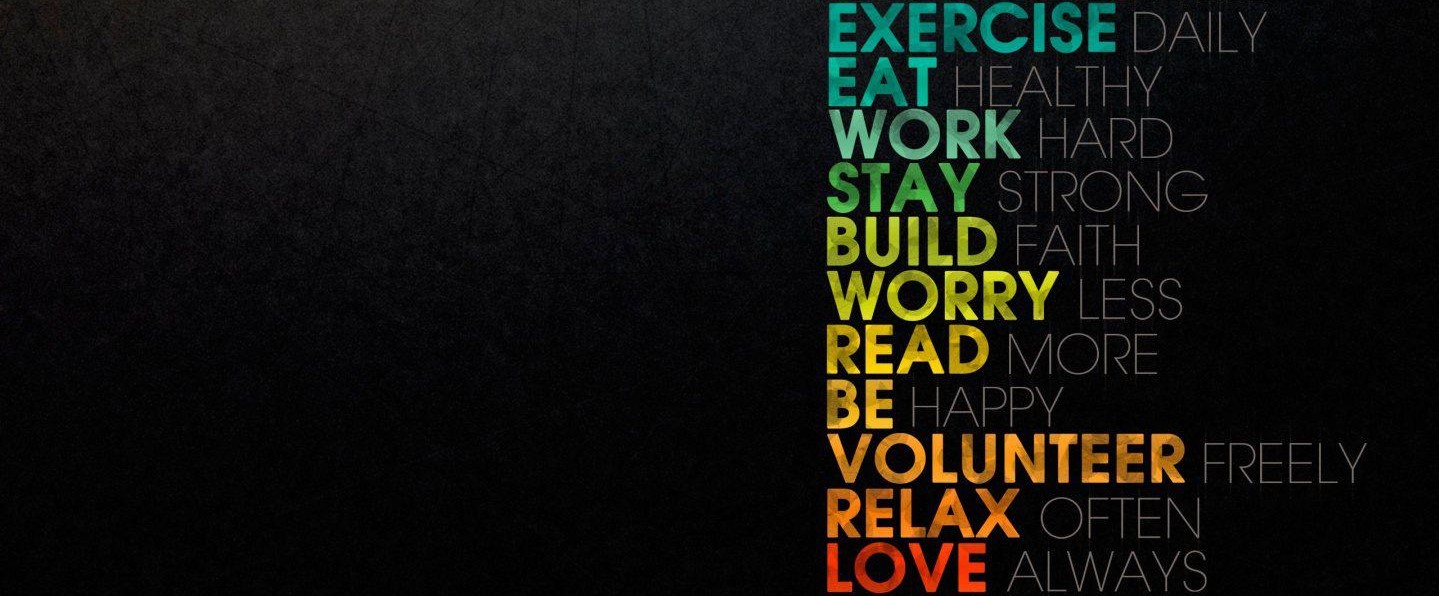 EXERCISE DAILY
EAT HEALTHY
WORK HARD
STAY STRONG
BUILD FAITH
WORRY LESS
READ MORE
BE HAPPY
VOLUNTEER FREELY
RELAX OFTEN
LOVE ALWAYS